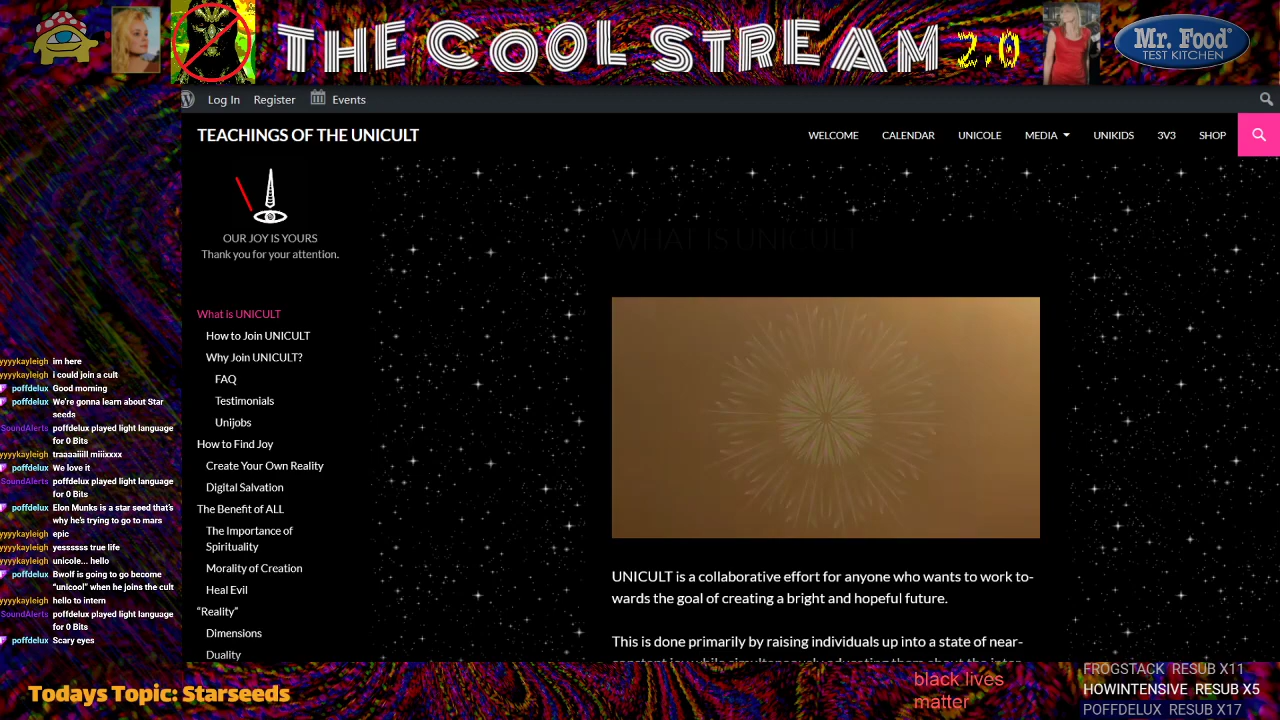 THE COOL STREAM 2.0
Mr. Food®
TEST KITCHEN
Log In Register Events
TEACHINGS OF THE UNICULT
WELCOME CALENDAR UNICOLE MEDIA UNIKIDS 3V3 SHOP
OUR JOY IS YOURS
Thank you for your attention.
WHAT IS UNICULT
What is UNICULT
How to Join UNICULT
Why Join UNICULT?
FAQ
Testimonials
Unijobs
How to Find Joy
Create Your Own Reality
Digital Salvation
The Benefit of ALL
The Importance of
Spirituality
Morality of Creation
Heal Evil
“Reality”
Dimensions
Duality
UNICULT is a collaborative effort for anyone who wants to work to-
wards the goal of creating a bright and hopeful future.
This is done primarily by raising individuals up into a state of near-
yyyykayleigh im here
yyyykayleigh i could join a cult
poffdelux Good morning
poffdelux We're gonna learn about Star
seeds
SoundAlerts poffdelux played light language
for 0 Bits
yyyykayleigh traaaaiiill miiixxxx
poffdelux We love it
SoundAlerts poffdelux played light language
for 0 Bits
poffdelux Elon Munks is a star seed that's
why he's trying to go to mars
yyyykayleigh epic
yyyykayleigh yessssss true life
yyyykayleigh unicole... hello
poffdelux Bwolf is going to go become
“unicool” when he joins the cult
yyyykayleigh hello to intern
SoundAlerts poffdelux played light language
for 0 Bits
poffdelux Scary eyes
Todays Topic: Starseeds
black lives
matter
FROGSTACK RESUB X11
HOWINTENSIVE RESUB X5
POFFDELUX RESUB X17